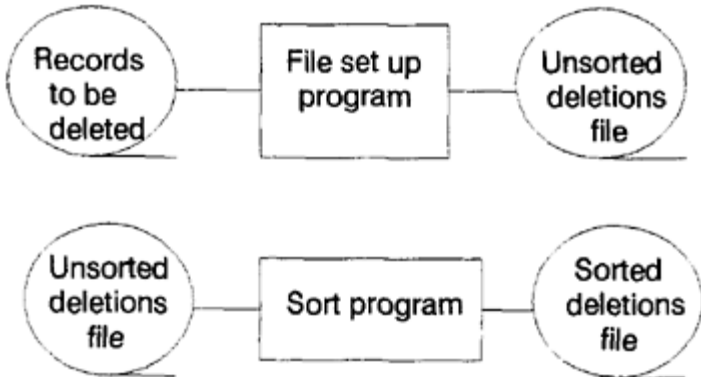 Records
to be
deleted
File set up
program
Unsorted
deletions
file
Unsorted
deletions
file
Sort program
Sorted
deletions
file